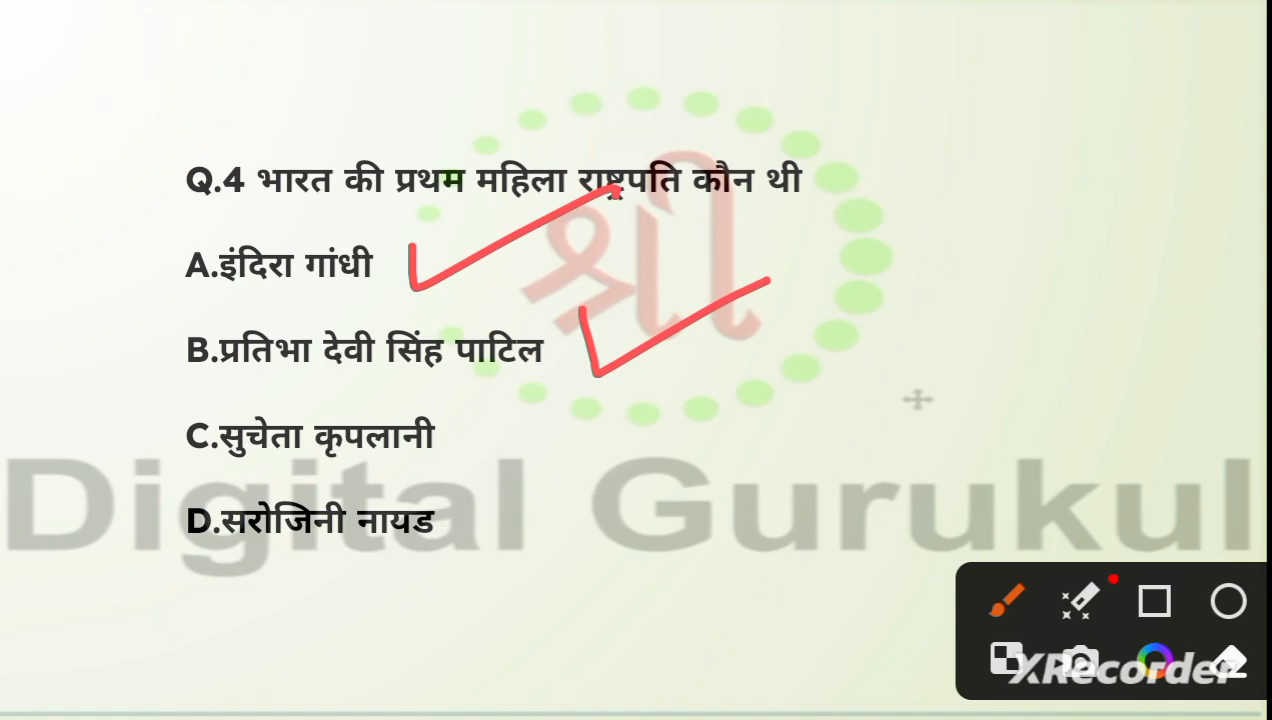 Q.4 भारत की प्रथम महिला राष्ट्रपति कौन थी
A.इंदिरा गांधी
B.प्रतिभा देवी सिंह पाटिल
C.सुचेता कृपलानी
D.सरोजिनी नायड
श्री
Digital Gurukul
XRecorder